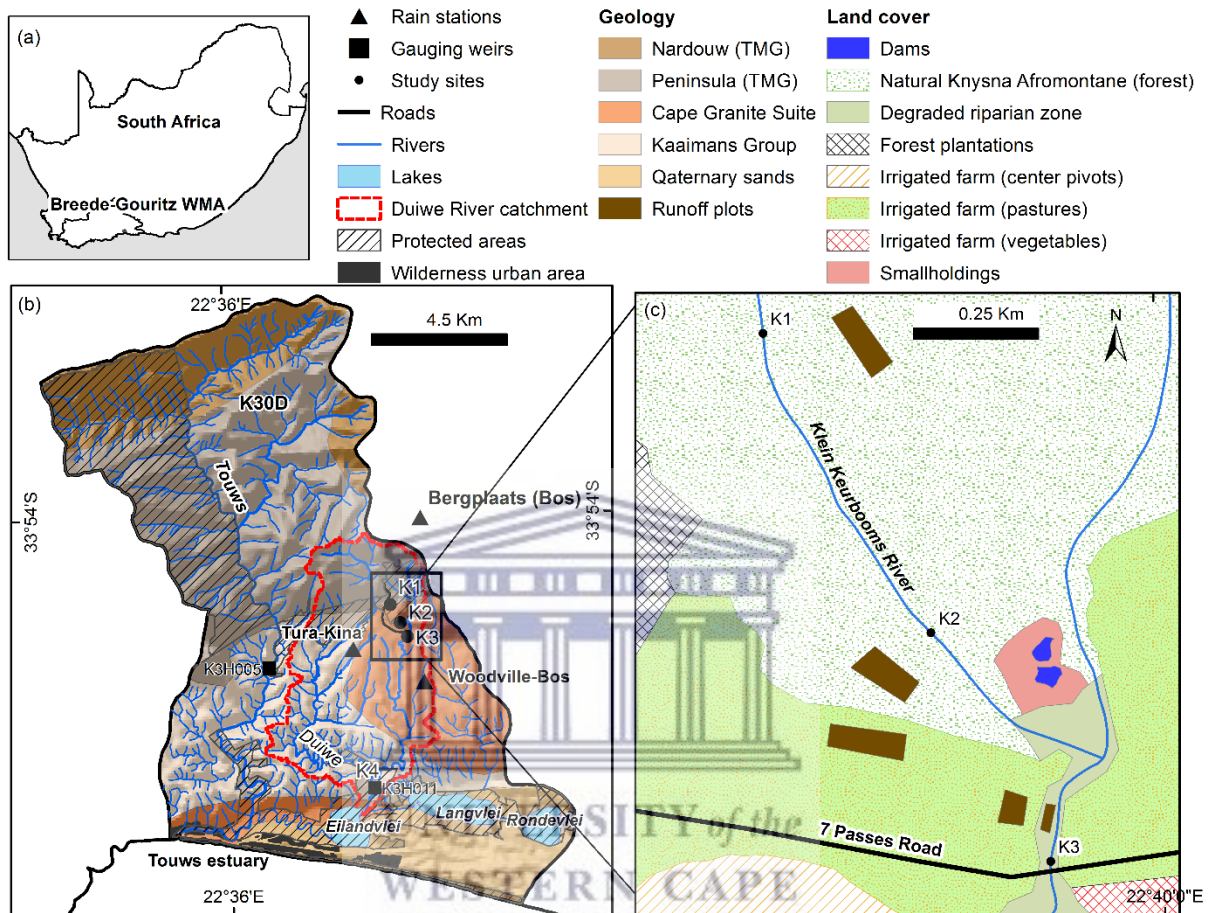 (a)
South Africa
Breede-Gouritz WMA
Rain stations
Gauging weirs
Study sites
Roads
Rivers
Lakes
Duiwe River catchment
Protected areas
Wilderness urban area
Geology
Nardouw (TMG)
Peninsula (TMG)
Cape Granite Suite
Kaaimans Group
Qaternary sands
Runoff plots
Land cover
Dams
Natural Knysna Afromontane (forest)
Degraded riparian zone
Forest plantations
Irrigated farm (center pivots)
Irrigated farm (pastures)
Irrigated farm (vegetables)
Smallholdings
(b)
22°36'E
4.5 Km
K30D
Touws
33°54'S
33°54'S
Bergplaats (Bos)
K1
K2
K3
Tura-Kina
K3H005
Woodville-Bos
Duiwe
K4
K3H011
Eilandvlei
Langvlei
Rondevlei
Touws estuary
22°36'E
(c)
K1
0.25 Km
N
Klein Keurbooms River
K2
7 Passes Road
K3
22°40'0"E
UNIVERSITY of the
WESTERN CAPE